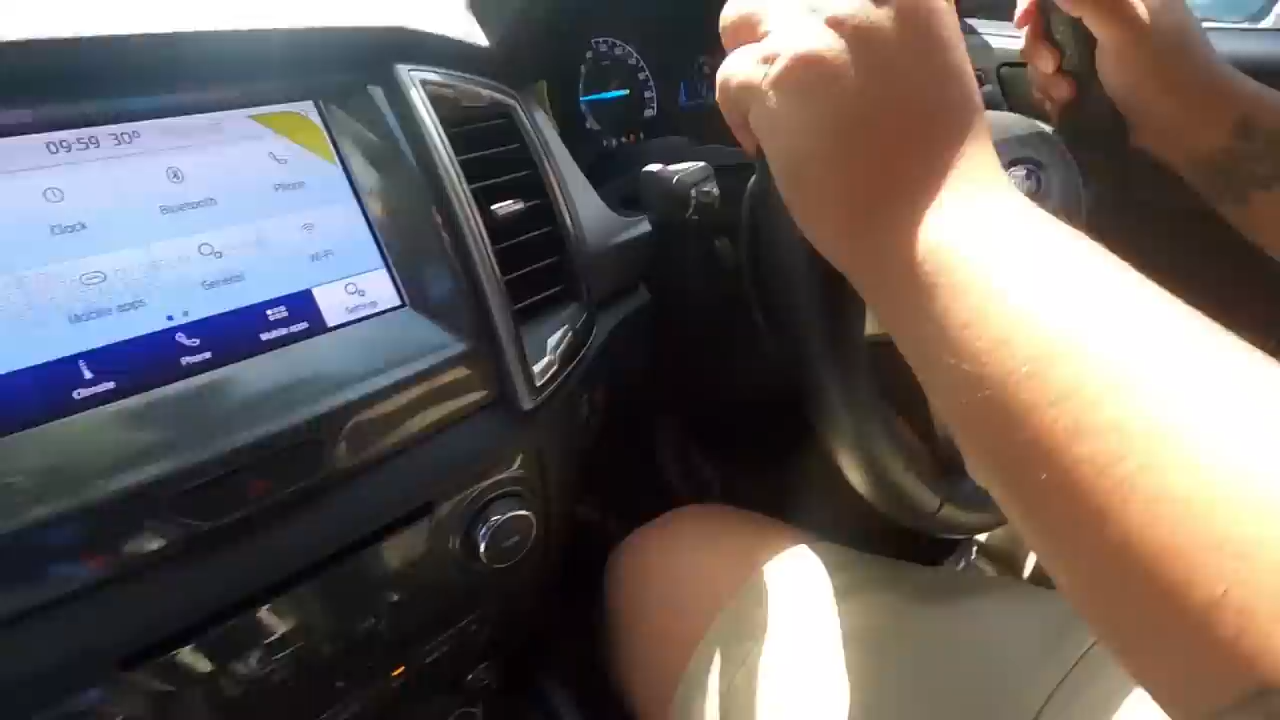 09:59 30°
Clock Bluetooth Phone
Mobile apps General Wi-Fi
Climate Phone Mobile apps Settings